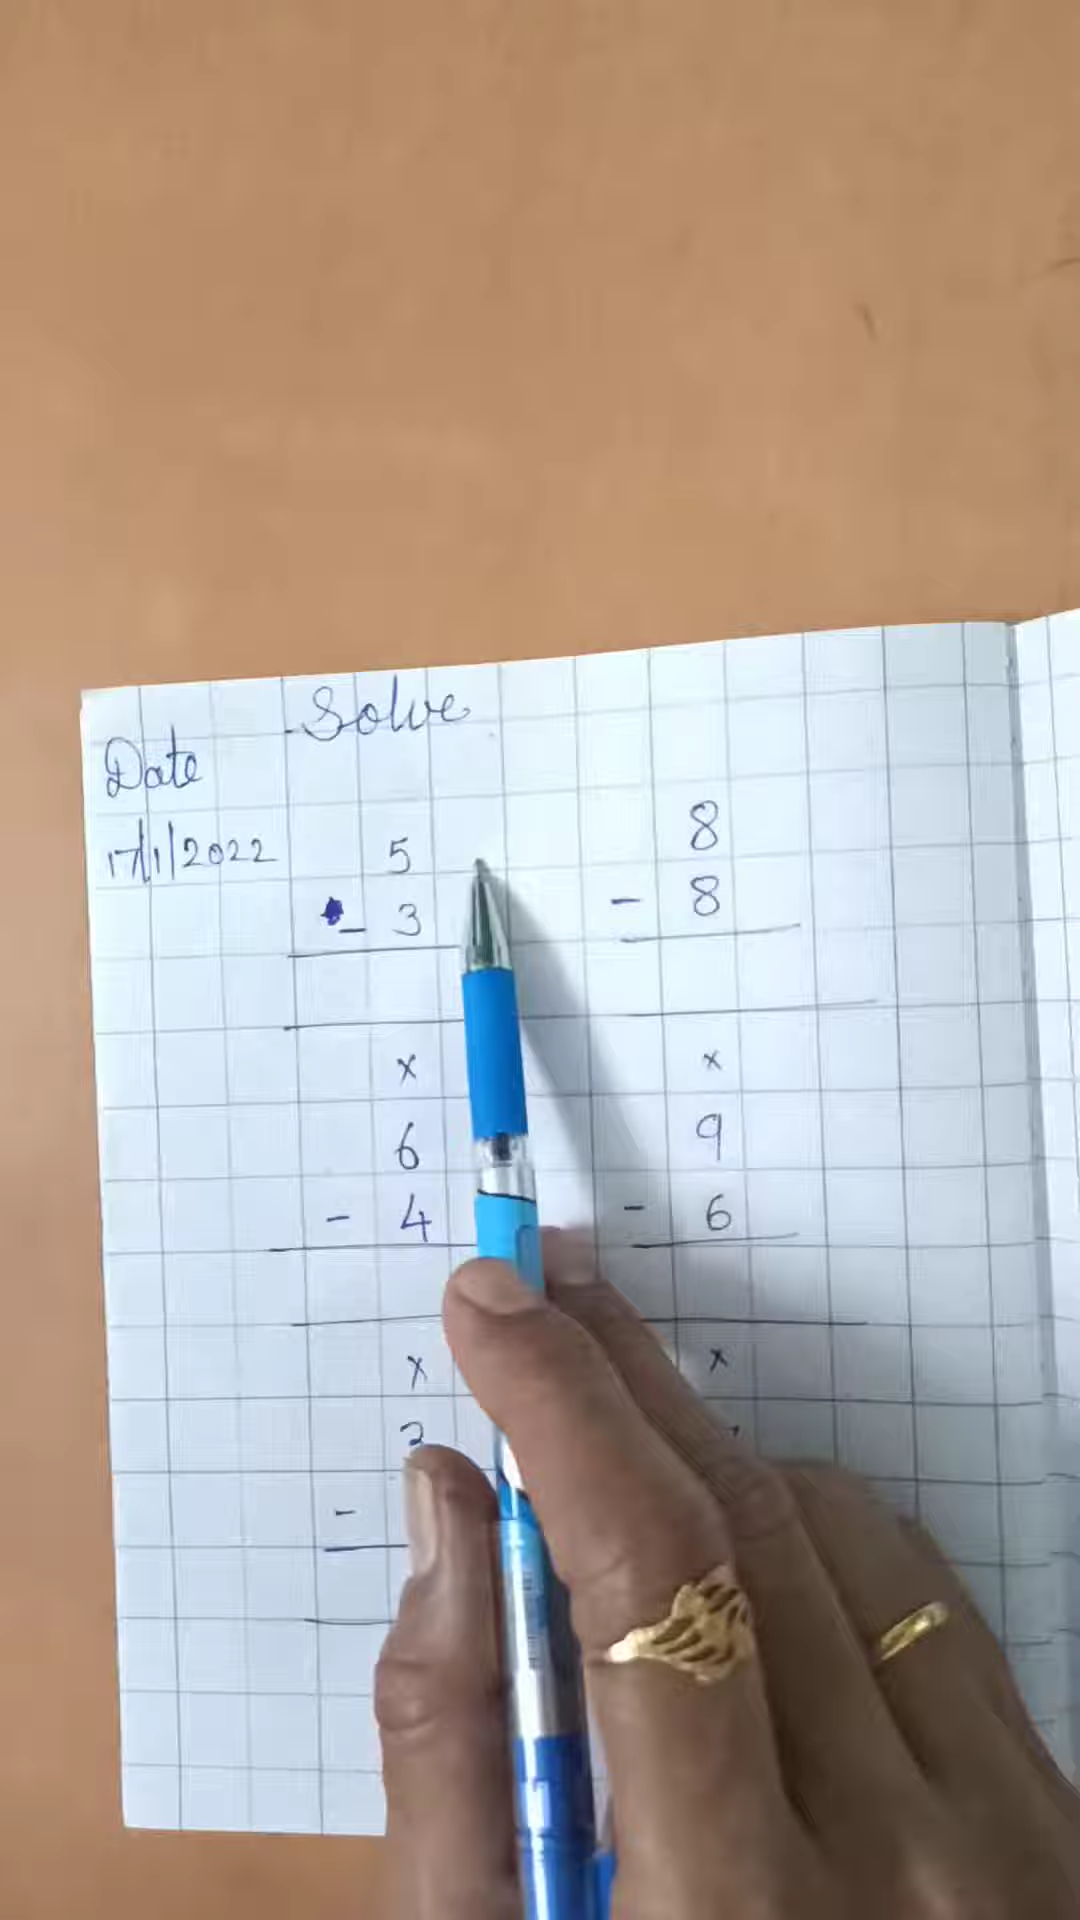 Solve
Date
17/1/2022 5 8
- 3 - 8
x x
6 9
- 4 - 6
x x
-